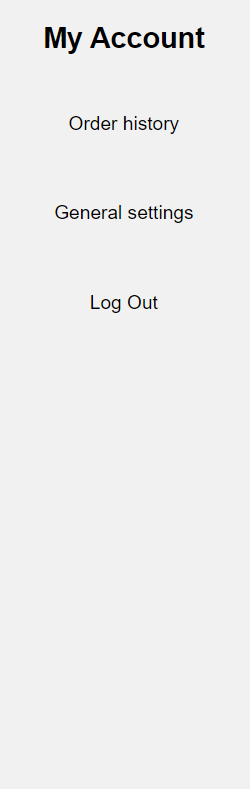 My Account
Order history
General settings
Log Out